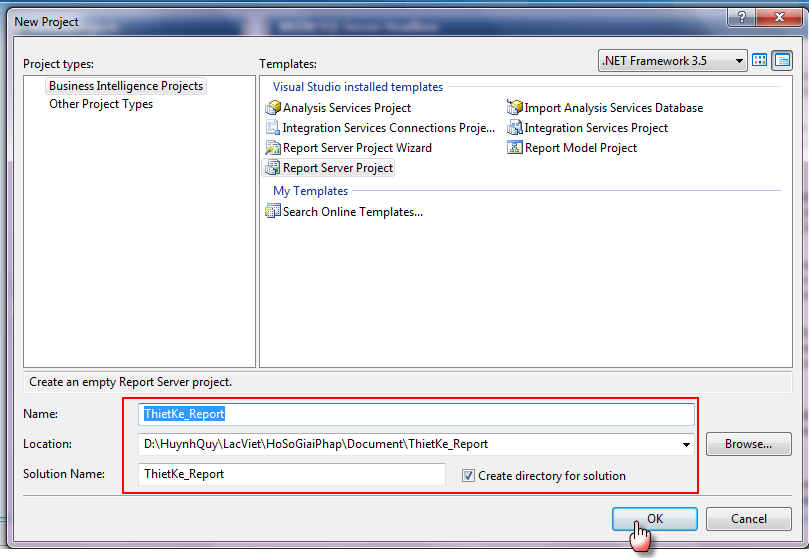 New Project
Project types:
Templates:
.NET Framework 3.5
Business Intelligence Projects
Other Project Types
Visual Studio installed templates
Analysis Services Project
Import Analysis Services Database
Integration Services Connections Proje...
Integration Services Project
Report Server Project Wizard
Report Model Project
Report Server Project
My Templates
Search Online Templates...
Create an empty Report Server project.
Name:
ThietKe_Report
Location:
D:\HuynhQuy\LacViet\HoSoGiaiPhap\Document\ThietKe_Report
Browse...
Solution Name:
ThietKe_Report
Create directory for solution
OK
Cancel